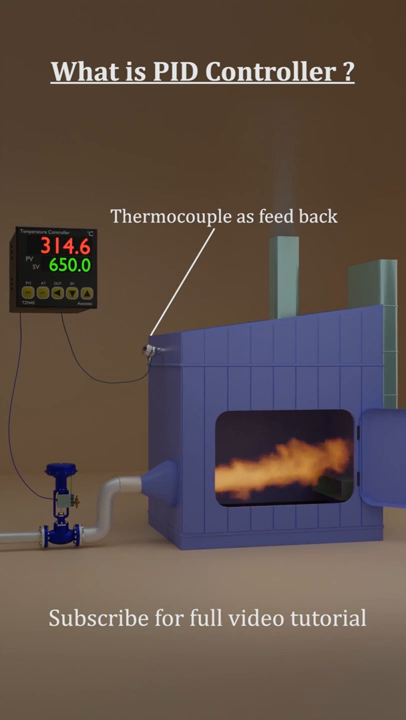 What is PID Controller ?
Thermocouple as feed back
Temperature Controller
°C
PV
314.6
SV
650.0
Subscribe for full video tutorial